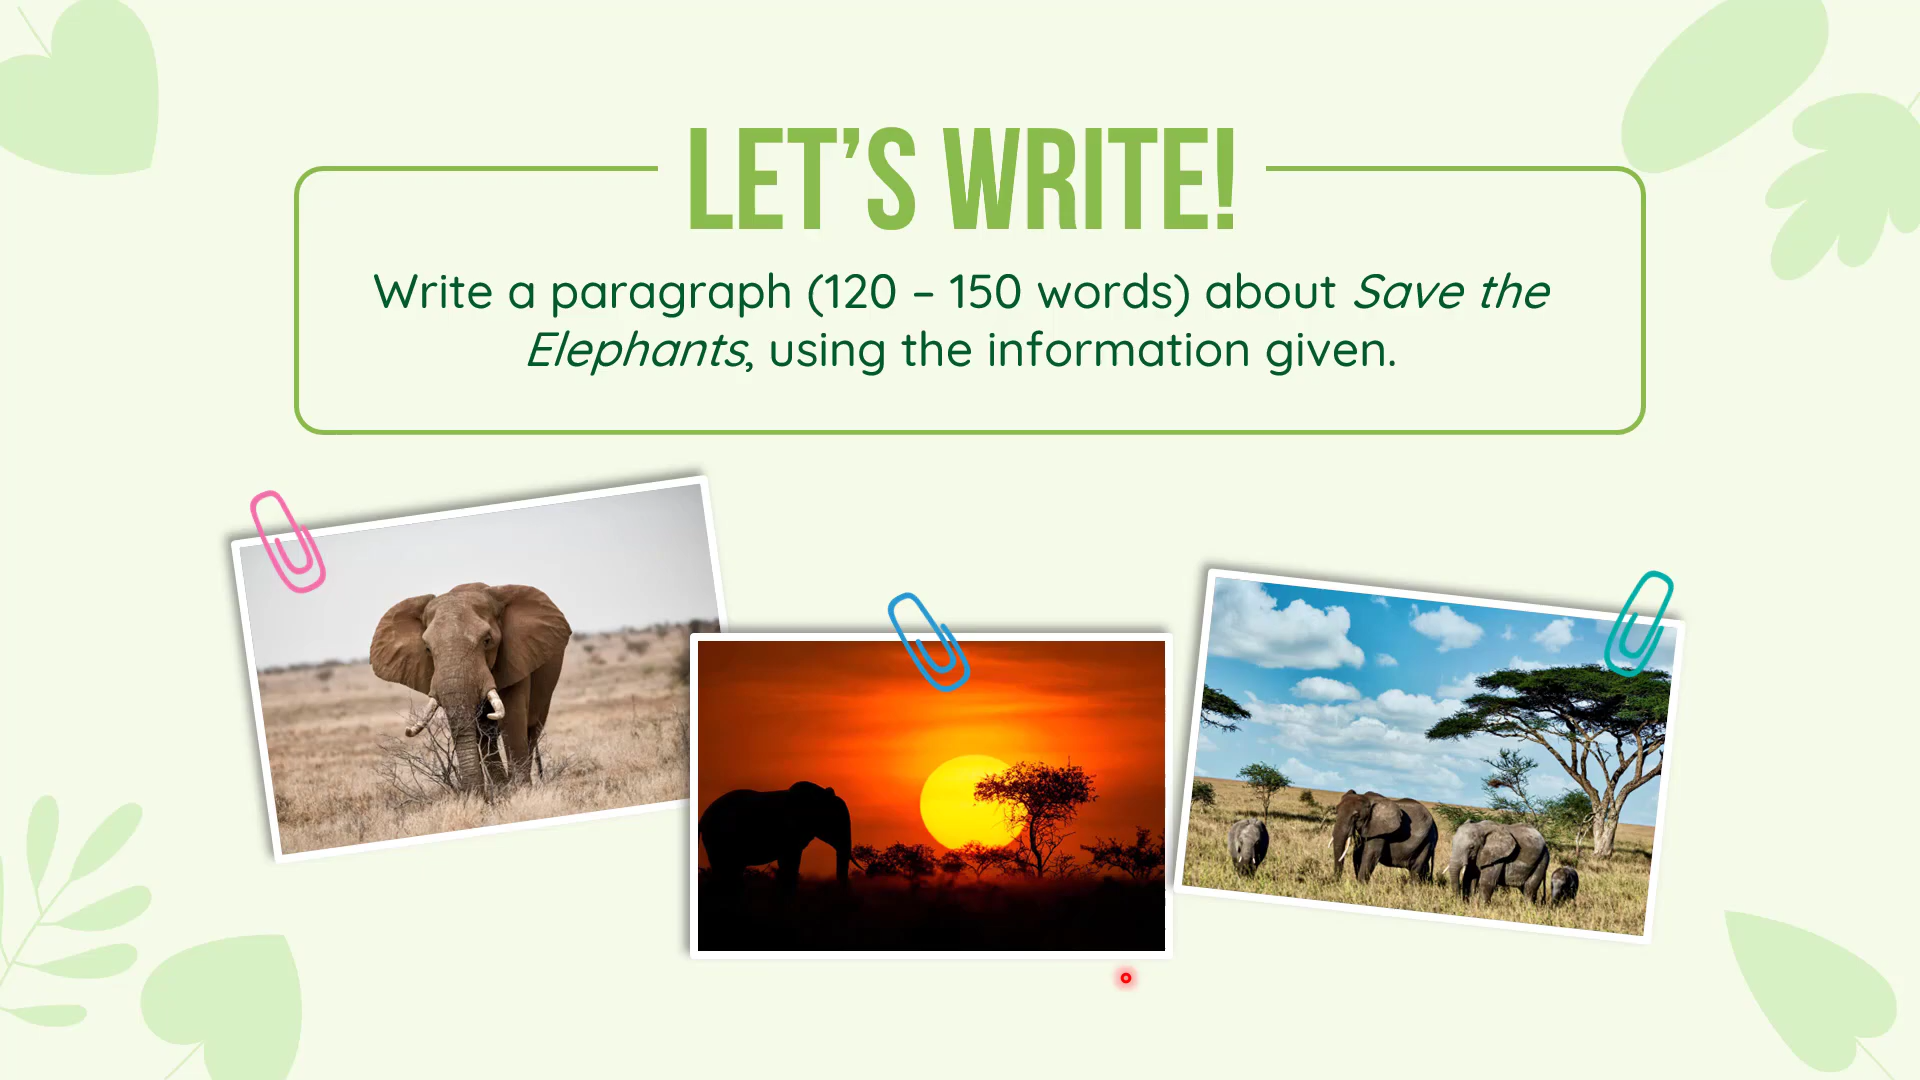 LET’S WRITE!
Write a paragraph (120 – 150 words) about Save the
Elephants, using the information given.